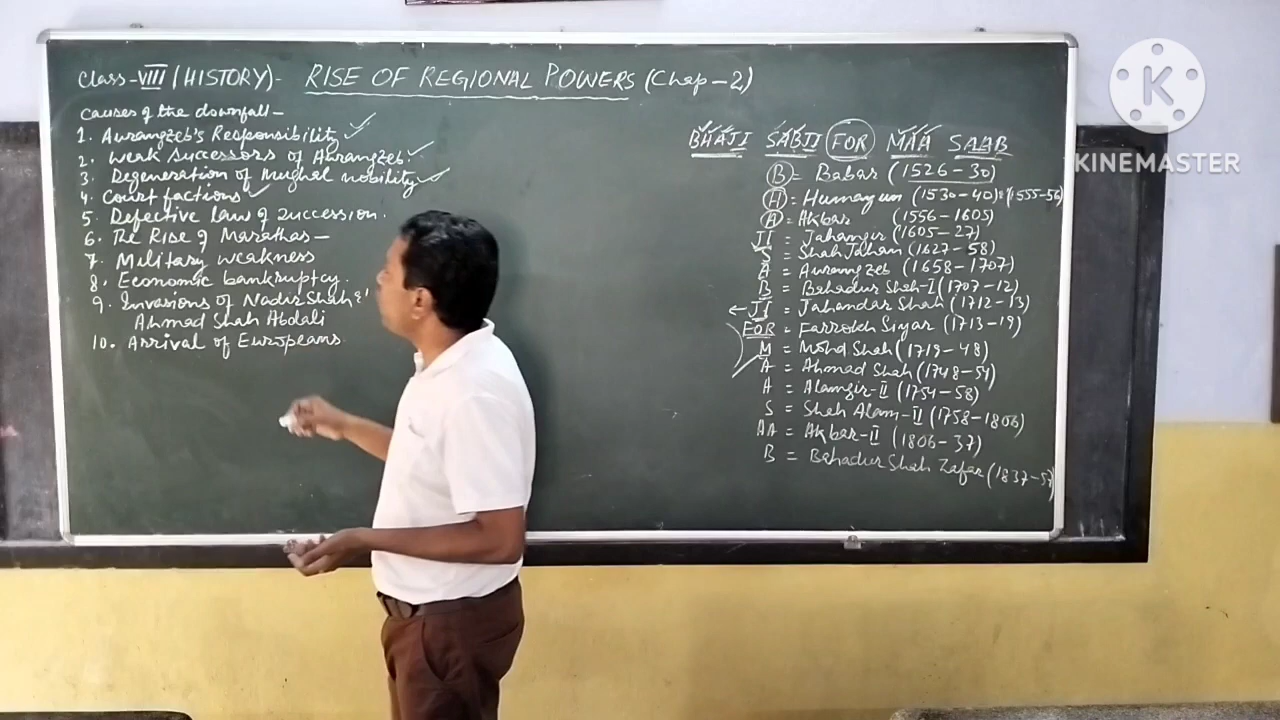 Class-VIII (HISTORY)- RISE OF REGIONAL POWERS (Chap-2)
Causes of the downfall-
1. Aurangzeb's Responsibility ✓
2. Weak successors of Aurangzeb. ✓
3. Degeneration of Mughal nobility ✓
4. Court factions ✓
5. Defective law of succession.
6. The Rise of Marathas-
7. Military weakness
8. Economic bankruptcy.
9. Invasions of Nadir Shah &
Ahmad Shah Abdali
10. Arrival of Europeans
BHAJI SABJI FOR MAA SAAB
B = Babar (1526-30)
H = Humayun (1530-40) & (1555-56)
A = Akbar (1556-1605)
JI = Jahangir (1605-27)
S = Shah Jahan (1627-58)
A = Aurangzeb (1658-1707)
B = Bahadur Shah-I (1707-12)
JI = Jahandar Shah (1712-13)
FOR = Farrokh Siyar (1713-19)
M = Mohd Shah (1719-48)
A = Ahmad Shah (1748-54)
A = Alamgir-II (1754-58)
S = Shah Alam-II (1758-1806)
AA = Akbar-II (1806-37)
B = Bahadur Shah Zafar (1837-57)
K
KINEMASTER